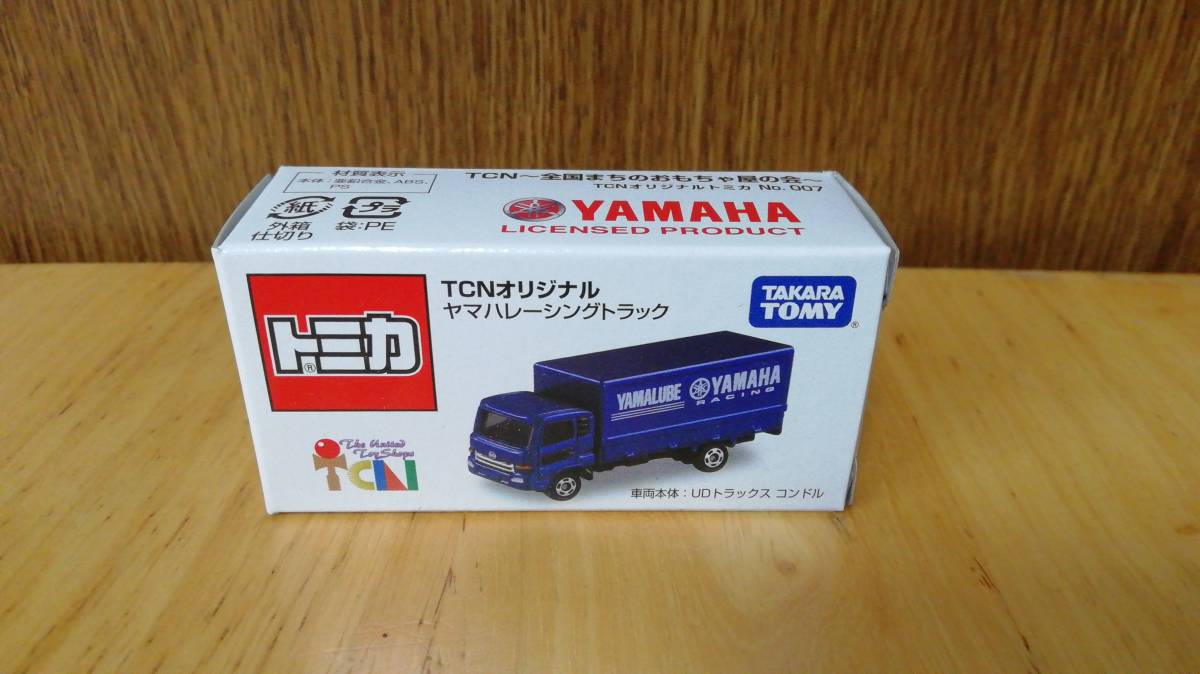 材質表示
本体:亜鉛合金、ABS、
PS
紙
外箱
仕切り
プラ
袋:PE
TCN~全国まちのおもちゃ屋の会~
TCNオリジナルトミカ No. 007
YAMAHA
LICENSED PRODUCT
トミカ®
TCNオリジナル
ヤマハレーシングトラック
TAKARA
TOMY®
YAMALUBE
YAMAHA
RACING
The United
Toy Shops
TCN
車両本体:UDトラックス コンドル